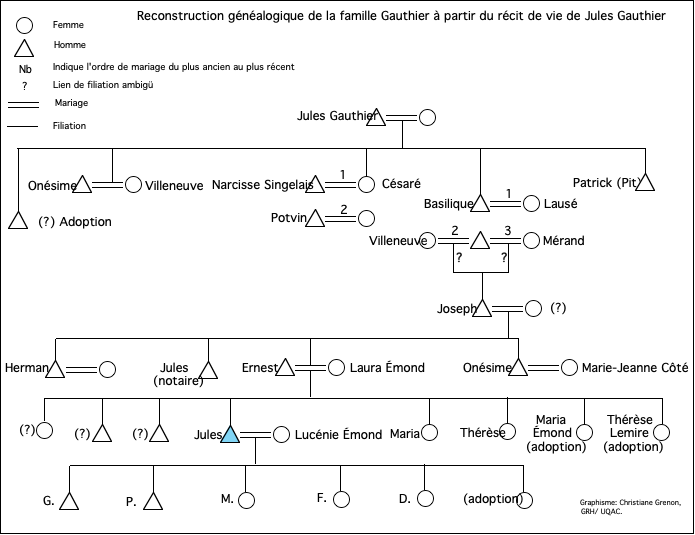 Reconstruction généalogique de la famille Gauthier à partir du récit de vie de Jules Gauthier
Femme
Homme
Nb Indique l'ordre de mariage du plus ancien au plus récent
? Lien de filiation ambigü
Mariage
Filiation
Jules Gauthier
Onésime Villeneuve Narcisse Singelais 1 Césaré Patrick (Pit)
Basilique 1 Lausé
(?) Adoption Potvin 2
Villeneuve 2 3 Mérand
? ?
Joseph (?)
Herman Jules Ernest Laura Émond Onésime Marie-Jeanne Côté
(notaire)
(?) (?) (?) Jules Lucénie Émond Maria Thérèse
Maria
Émond
(adoption)
Thérèse
Lemire
(adoption)
G. P. M. F. D. (adoption)
Graphisme: Christiane Grenon,
GRH/ UQAC.